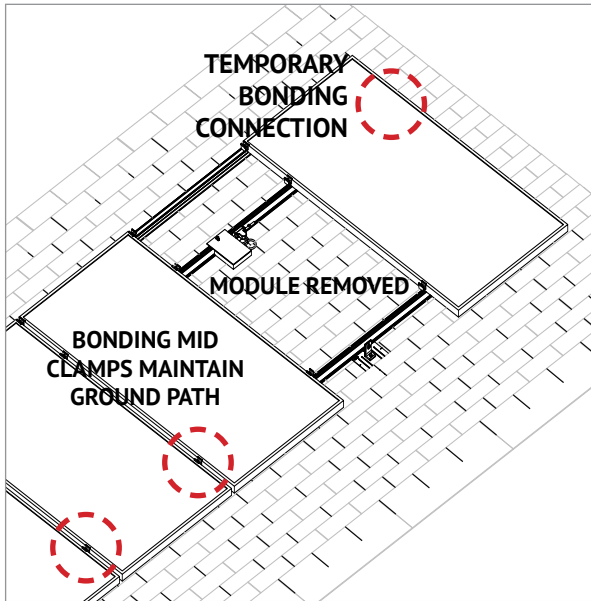 TEMPORARY
BONDING
CONNECTION
MODULE REMOVED
BONDING MID
CLAMPS MAINTAIN
GROUND PATH